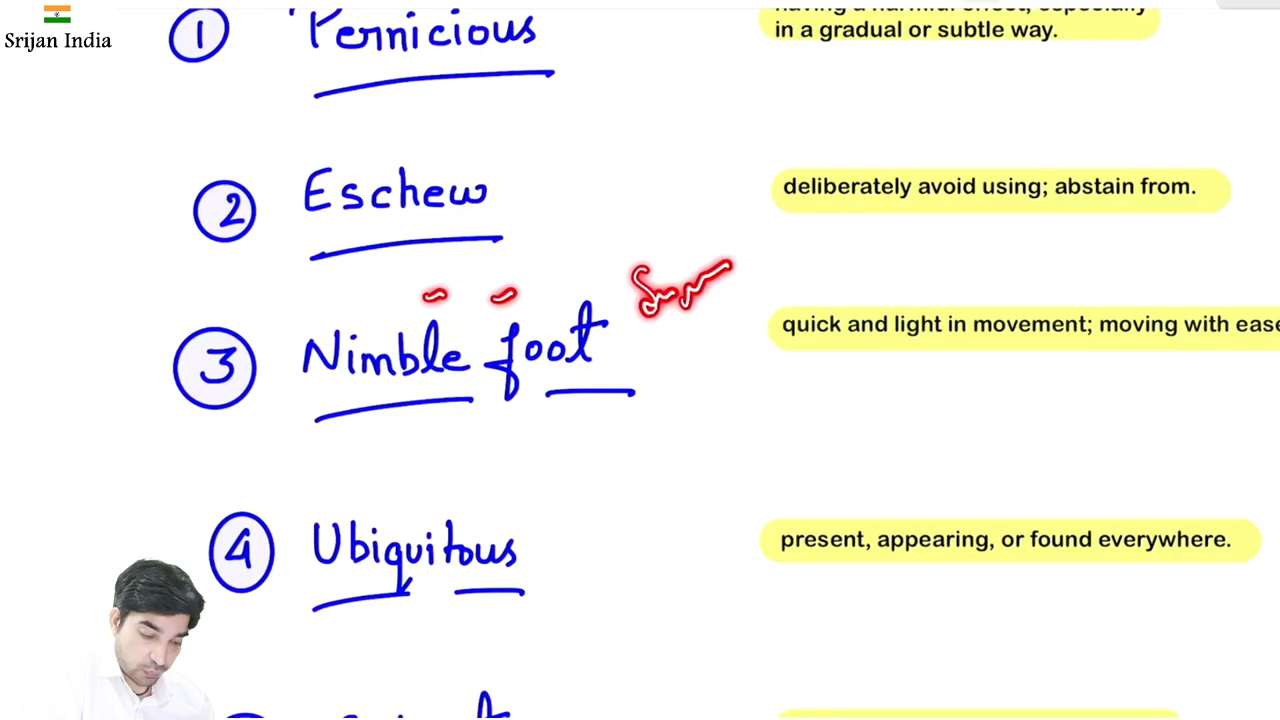 Srijan India
1 Pernicious
in a gradual or subtle way.
2 Eschew
deliberately avoid using; abstain from.
3 Nimble foot
quick and light in movement; moving with ease
4 Ubiquitous
present, appearing, or found everywhere.